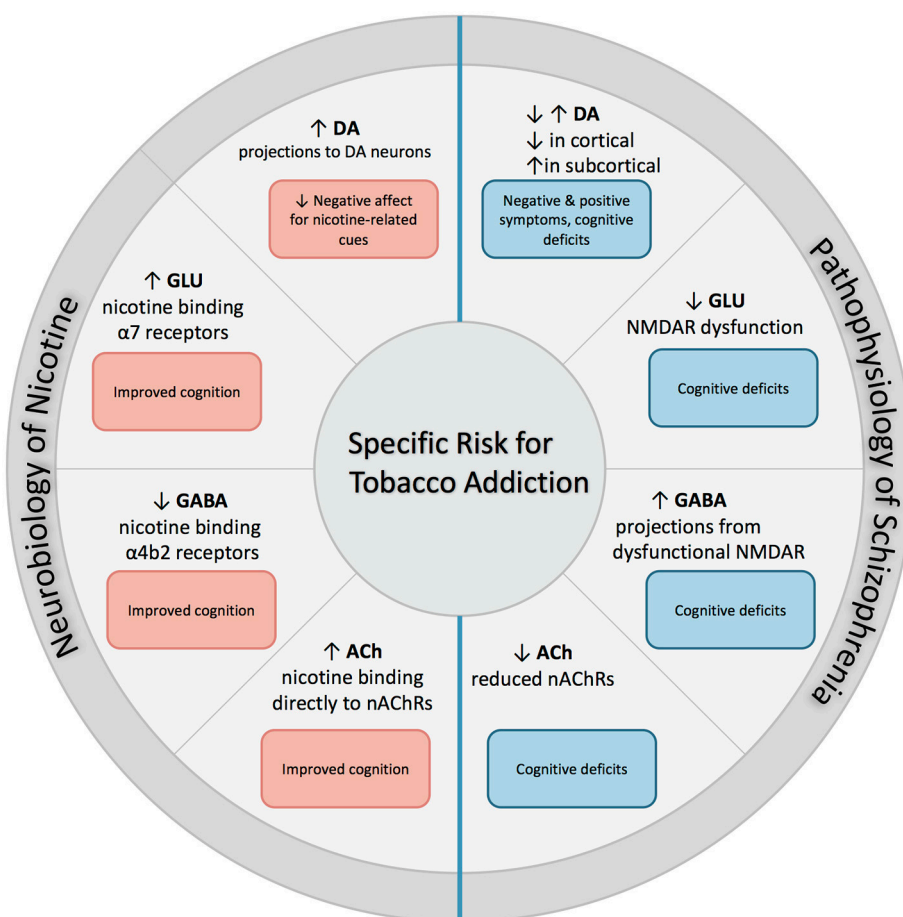 ↑ DA
projections to DA neurons
↓ Negative affect
for nicotine-related
cues
↓ ↑ DA
↓ in cortical
↑in subcortical
Negative & positive
symptoms, cognitive
deficits
↑ GLU
nicotine binding
α7 receptors
Improved cognition
↓ GLU
NMDAR dysfunction
Cognitive deficits
Neurobiology of Nicotine
Specific Risk for
Tobacco Addiction
Pathophysiology of Schizophrenia
↓ GABA
nicotine binding
α4b2 receptors
Improved cognition
↑ GABA
projections from
dysfunctional NMDAR
Cognitive deficits
↑ ACh
nicotine binding
directly to nAChRs
Improved cognition
↓ ACh
reduced nAChRs
Cognitive deficits